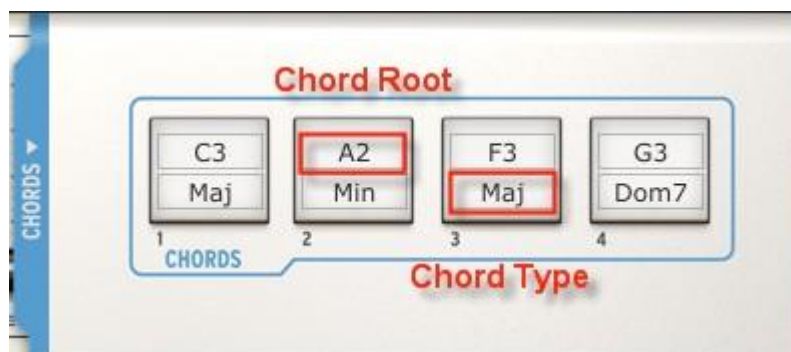 Chord Root
CHORDS ▼
C3 A2 F3 G3
Maj Min Maj Dom7
1 2 3 4
CHORDS
Chord Type